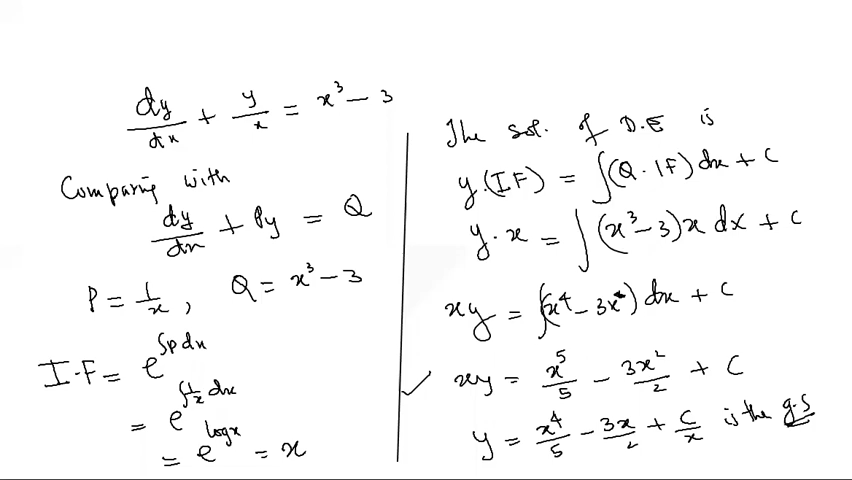 dy/dx + y/x = x³ − 3
Comparing with
dy/dx + Py = Q
P = 1/x , Q = x³ − 3
I.F = e^∫Pdx
= e^∫1/x dx
= e^logx = x
The sol. of D.E is
y.(IF) = ∫(Q.IF)dx + C
y.x = ∫(x³−3)x dx + C
xy = ∫(x⁴ − 3x) dx + C
✓ xy = x⁵/5 − 3x²/2 + C
y = x⁴/5 − 3x/2 + C/x is the g.s